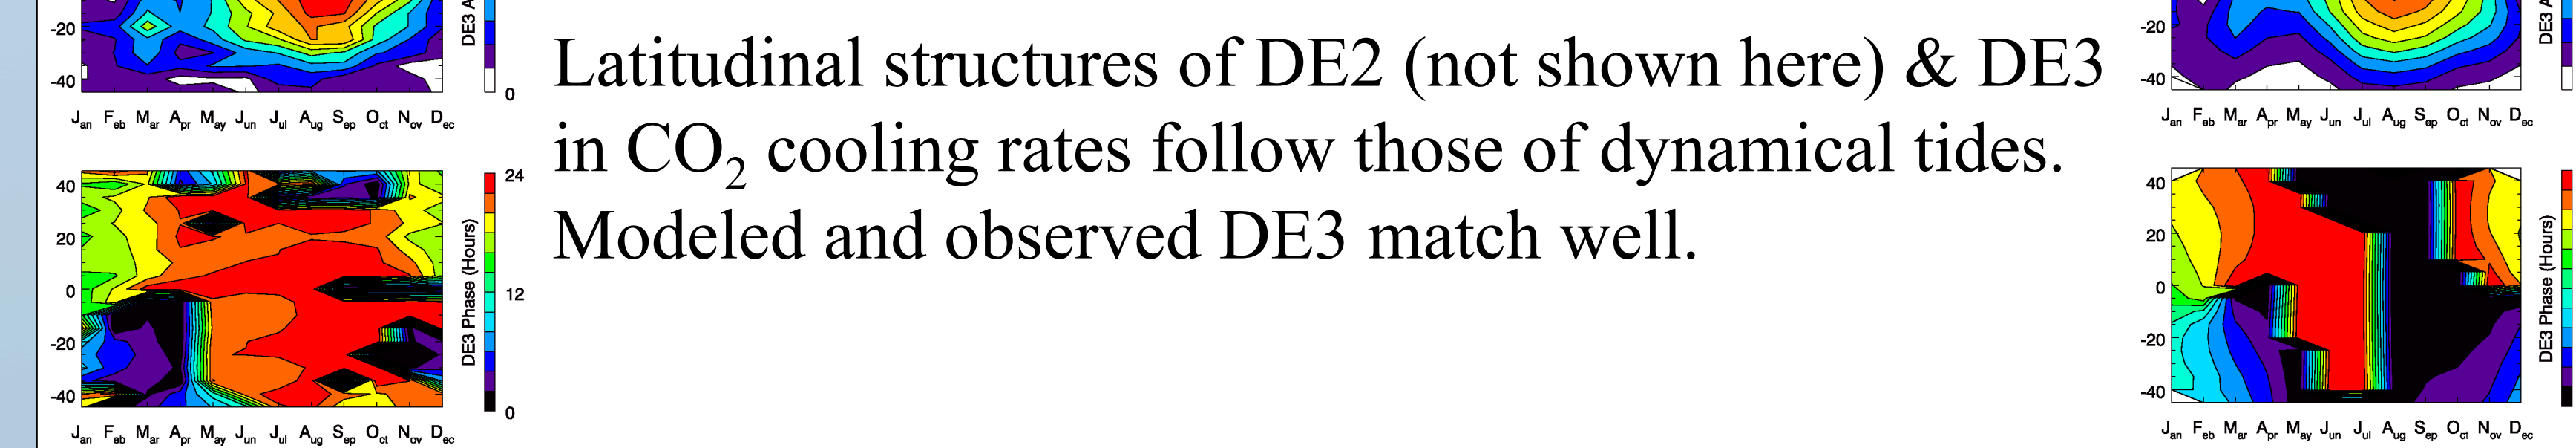 -20
-40
0
DE3 A
Jan Feb Mar Apr May Jun Jul Aug Sep Oct Nov Dec
40
20
0
-20
-40
24
12
0
DE3 Phase (Hours)
Jan Feb Mar Apr May Jun Jul Aug Sep Oct Nov Dec
Latitudinal structures of DE2 (not shown here) & DE3
in CO₂ cooling rates follow those of dynamical tides.
Modeled and observed DE3 match well.
-20
-40
DE3 A
Jan Feb Mar Apr May Jun Jul Aug Sep Oct Nov Dec
40
20
0
-20
-40
DE3 Phase (Hours)
Jan Feb Mar Apr May Jun Jul Aug Sep Oct Nov Dec